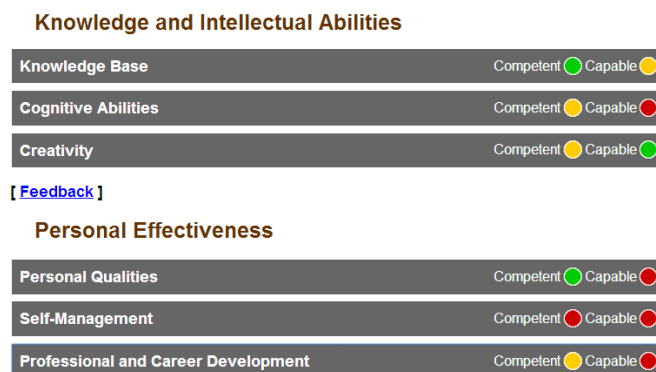 Knowledge and Intellectual Abilities
Knowledge Base Competent Capable
Cognitive Abilities Competent Capable
Creativity Competent Capable
[ Feedback ]
Personal Effectiveness
Personal Qualities Competent Capable
Self-Management Competent Capable
Professional and Career Development Competent Capable